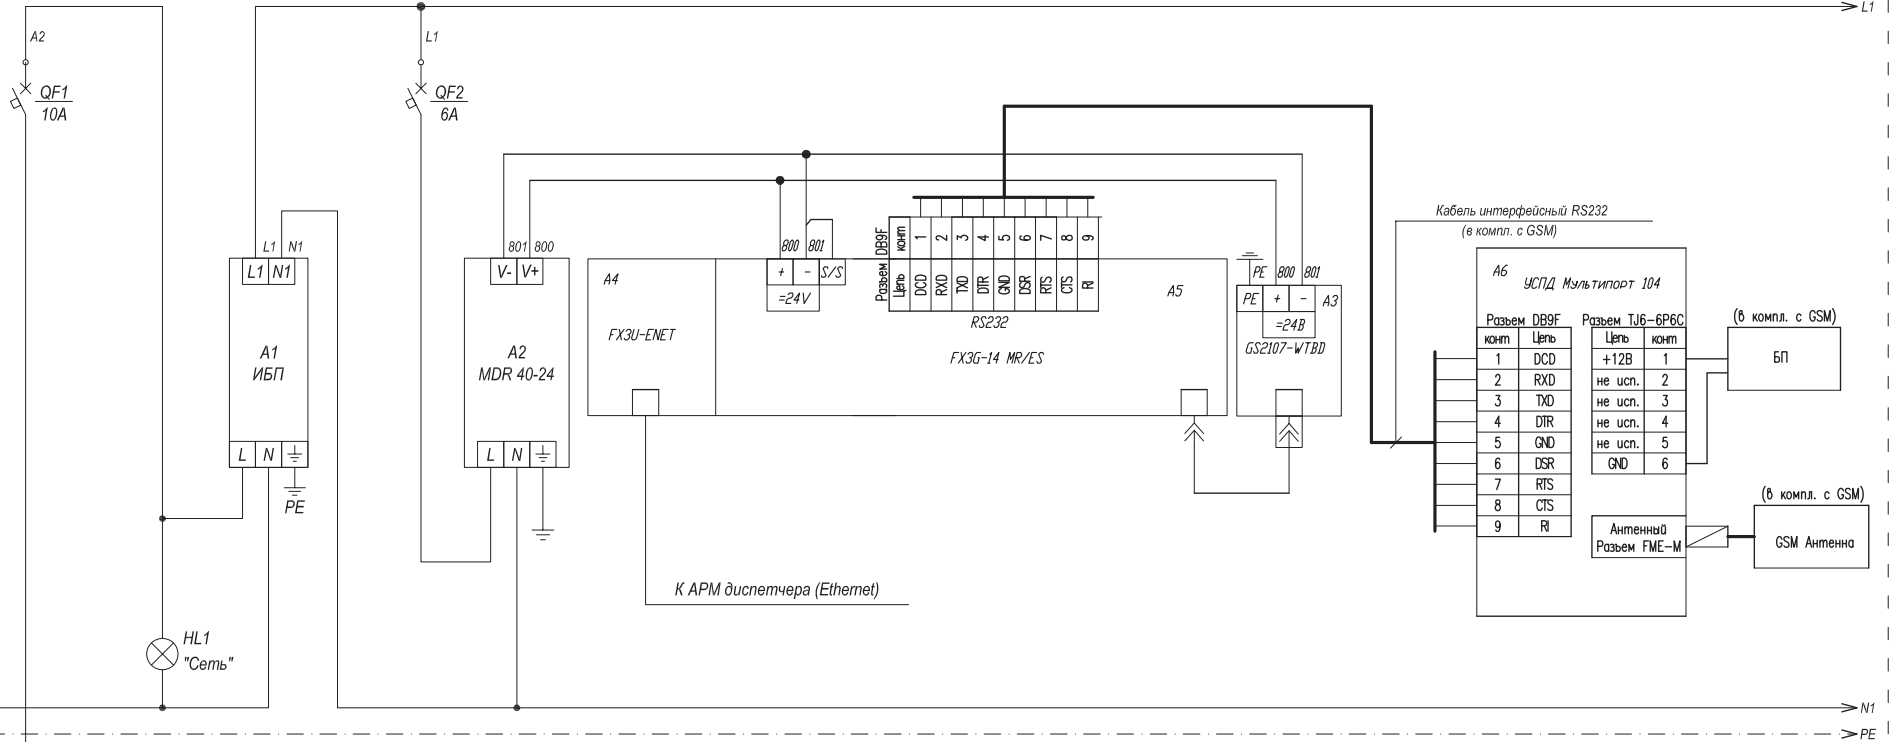 L1
A2
L1
QF1
10A
QF2
6A
Кабель интерфейсный RS232
(в компл. с GSM)
L1 N1
801 800
800 801
PE 800 801
L1 N1
V- V+
+ - S/S
=24V
PE + -
=24В
A4
FX3U-ENET
Разъем DB9F
конт 1 2 3 4 5 6 7 8 9
Цепь DCD RXD TXD DTR GND DSR RTS CTS RI
RS232
A5
FX3G-14 MR/ES
A3
GS2107-WTBD
A1
ИБП
A2
MDR 40-24
L N
PE
L N
A6
УСПД Мультипорт 104
Разьем DB9F
конт Цепь
1 DCD
2 RXD
3 TXD
4 DTR
5 GND
6 DSR
7 RTS
8 CTS
9 RI
Разьем TJ6-6P6C
Цепь конт
+12В 1
не исп. 2
не исп. 3
не исп. 4
не исп. 5
GND 6
(в компл. с GSM)
БП
Антенный
Разьем FME-M
(в компл. с GSM)
GSM Антенна
К АРМ диспетчера (Ethernet)
HL1
"Сеть"
N1
PE